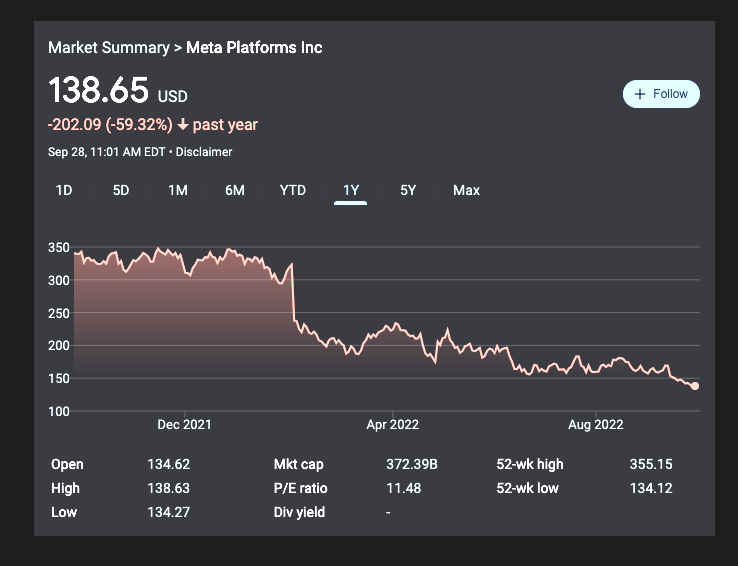 Market Summary > Meta Platforms Inc
138.65 USD
+ Follow
-202.09 (-59.32%) ↓ past year
Sep 28, 11:01 AM EDT • Disclaimer
1D 5D 1M 6M YTD 1Y 5Y Max
350
300
250
200
150
100
Dec 2021 Apr 2022 Aug 2022
Open 134.62 Mkt cap 372.39B 52-wk high 355.15
High 138.63 P/E ratio 11.48 52-wk low 134.12
Low 134.27 Div yield -